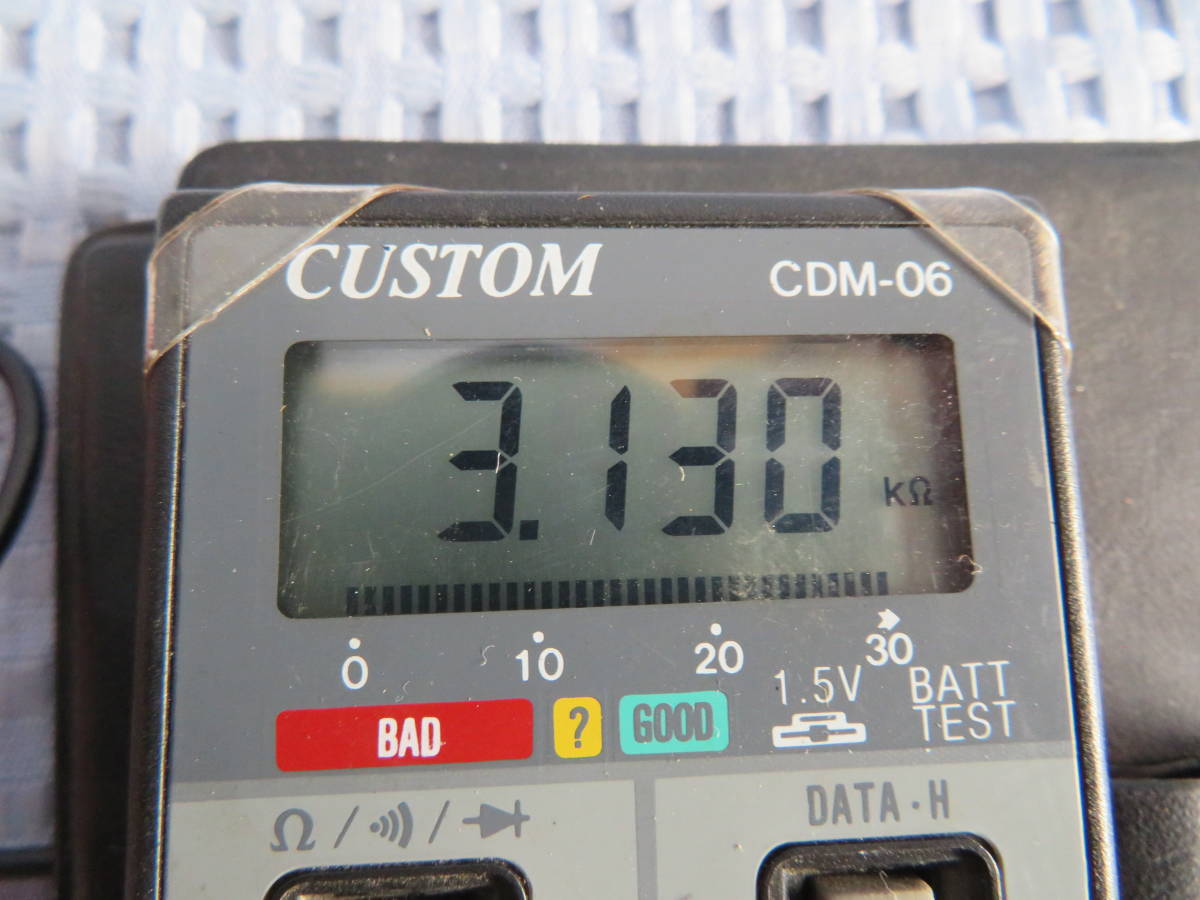 CUSTOM CDM-06
3.130 kΩ
0 10 20 30
BAD ? GOOD 1.5V BATT TEST
Ω / / DATA・H